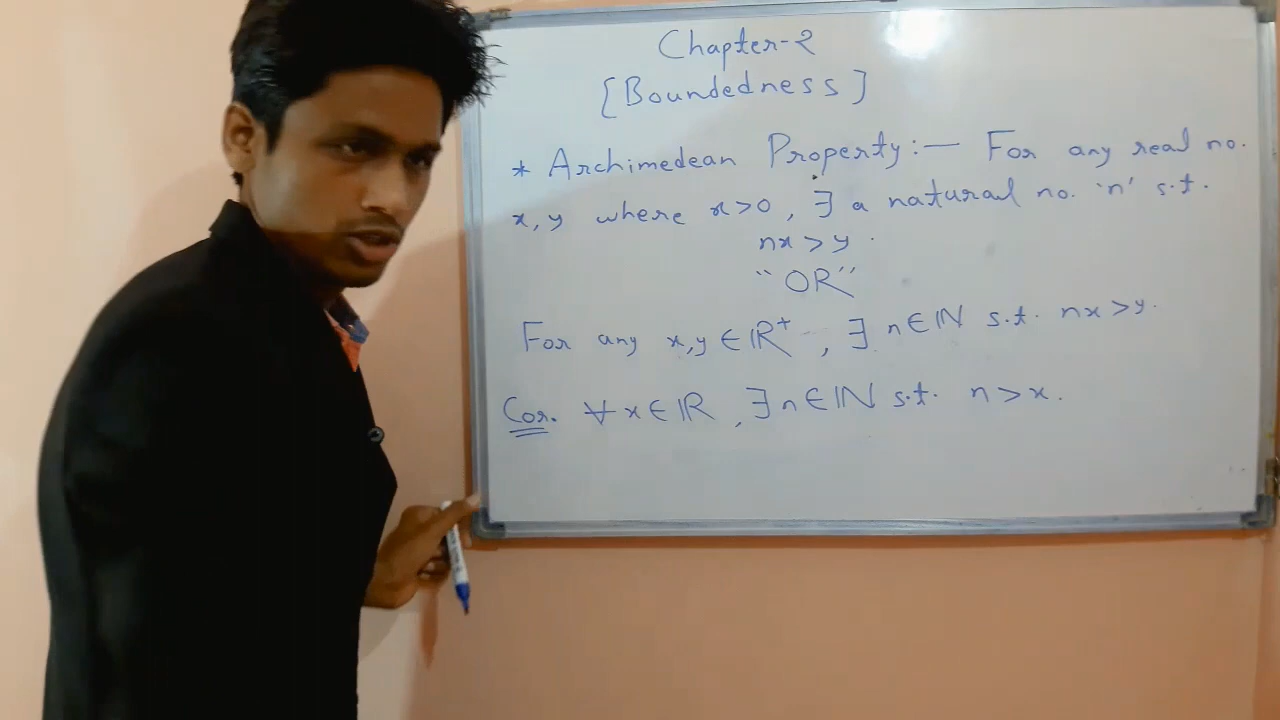 Chapter-2
[Boundedness]
* Archimedean Property:— For any real no.
x, y where x>0, ∃ a natural no. 'n' s.t.
nx > y.
"OR"
For any x,y ∈ ℝ⁺, ∃ n∈ℕ s.t. nx>y.
Cor. ∀ x∈ℝ, ∃ n∈ℕ s.t. n>x.